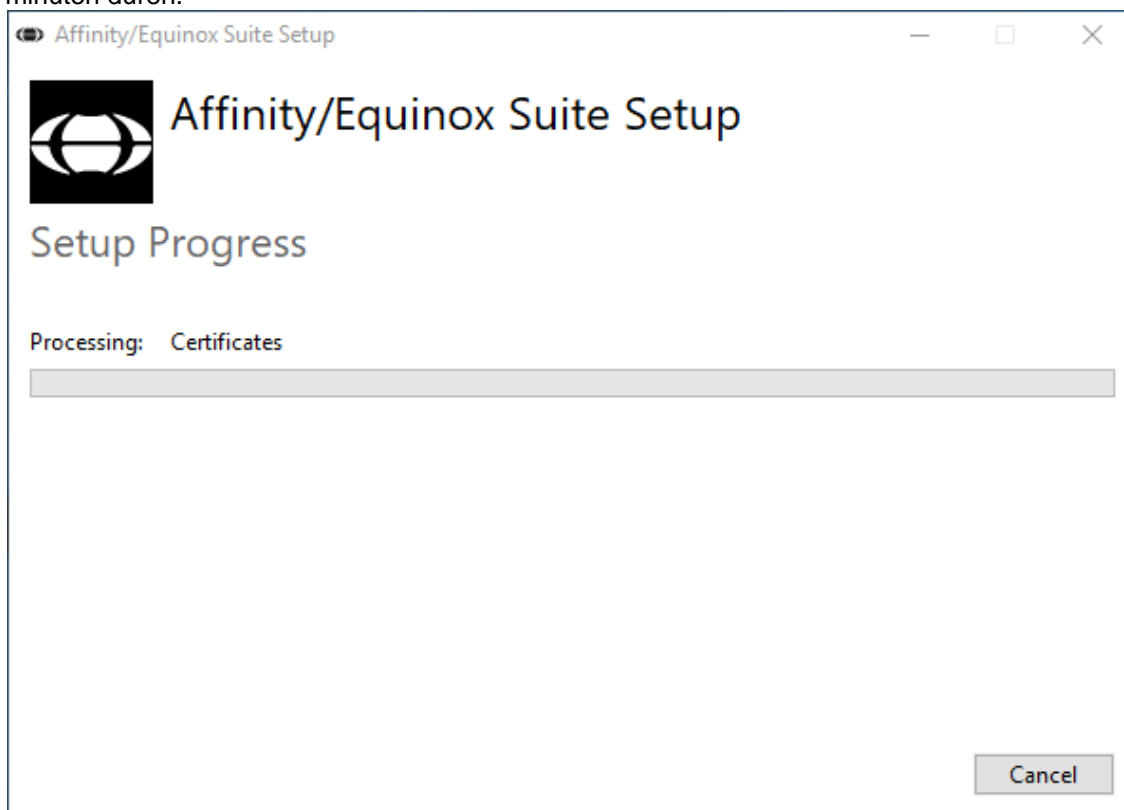 Affinity/Equinox Suite Setup
Affinity/Equinox Suite Setup
Setup Progress
Processing: Certificates
Cancel